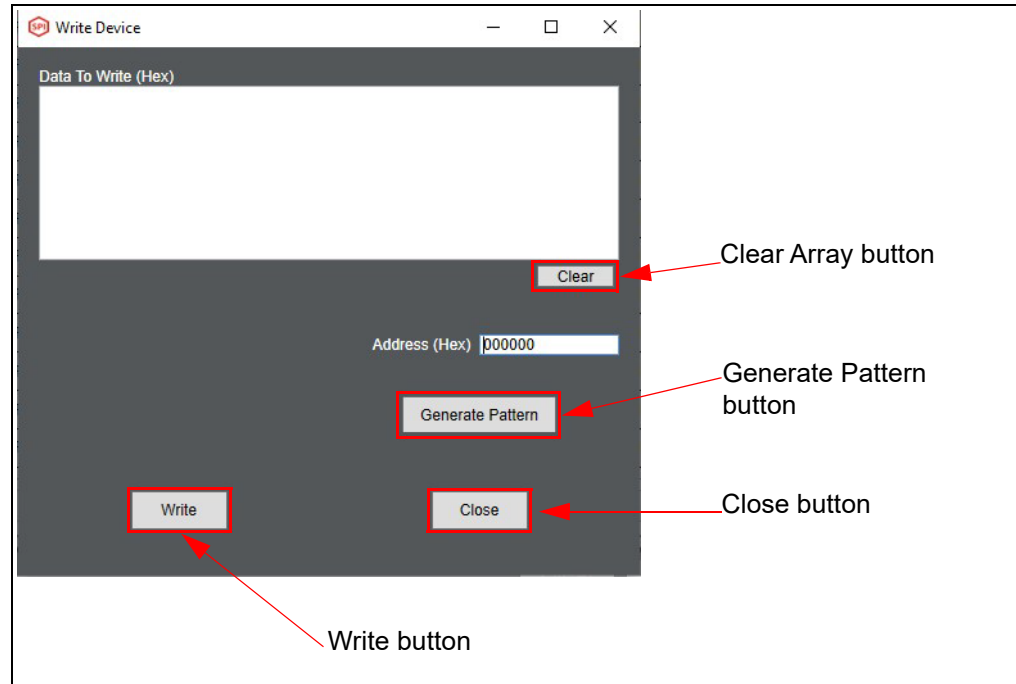 SPI Write Device
Data To Write (Hex)
Clear Array button
Clear
Address (Hex) 000000
Generate Pattern
button
Generate Pattern
Write
Close
Close button
Write button